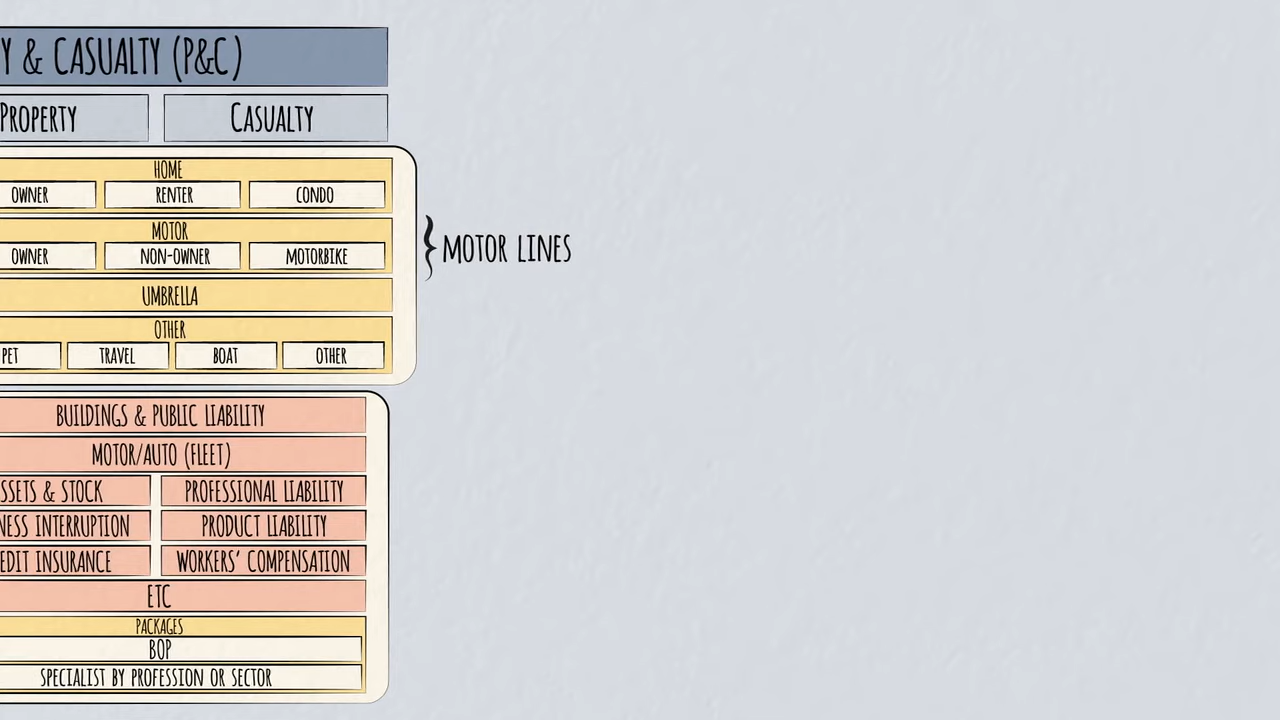 Y & CASUALTY (P&C)
PROPERTY CASUALTY
HOME
OWNER RENTER CONDO
MOTOR
OWNER NON-OWNER MOTORBIKE
} MOTOR LINES
UMBRELLA
OTHER
PET TRAVEL BOAT OTHER
BUILDINGS & PUBLIC LIABILITY
MOTOR/AUTO (FLEET)
SSETS & STOCK PROFESSIONAL LIABILITY
NESS INTERRUPTION PRODUCT LIABILITY
EDIT INSURANCE WORKERS' COMPENSATION
ETC
PACKAGES
BOP
SPECIALIST BY PROFESSION OR SECTOR